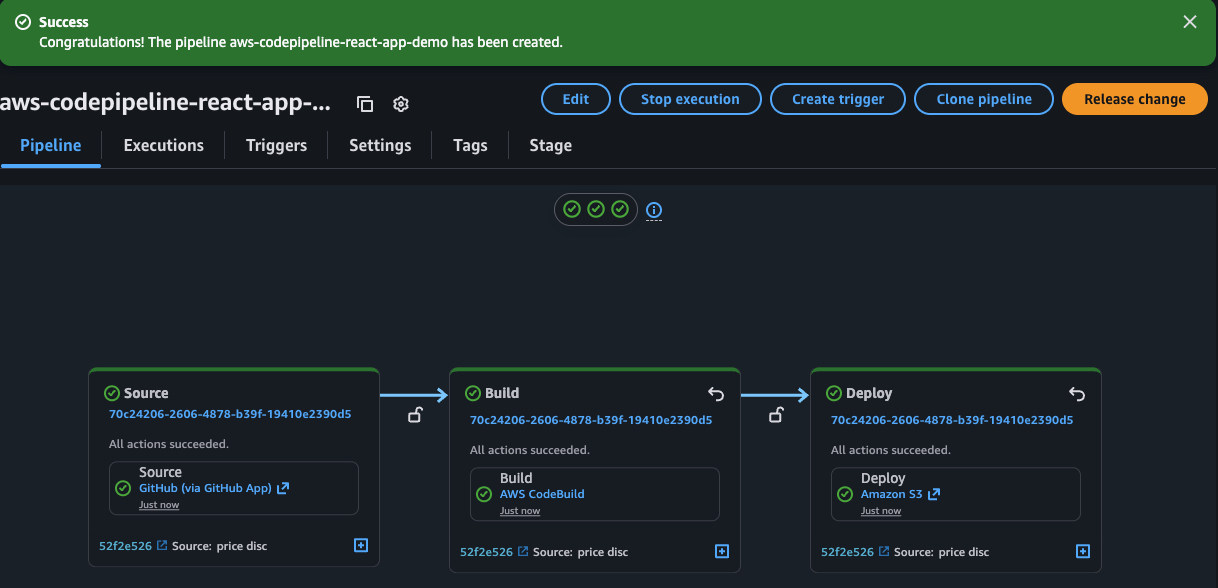 Success
Congratulations! The pipeline aws-codepipeline-react-app-demo has been created.
aws-codepipeline-react-app-...
Edit
Stop execution
Create trigger
Clone pipeline
Release change
Pipeline
Executions
Triggers
Settings
Tags
Stage
Source
70c24206-2606-4878-b39f-19410e2390d5
All actions succeeded.
Source
GitHub (via GitHub App)
Just now
52f2e526 Source: price disc
Build
70c24206-2606-4878-b39f-19410e2390d5
All actions succeeded.
Build
AWS CodeBuild
Just now
52f2e526 Source: price disc
Deploy
70c24206-2606-4878-b39f-19410e2390d5
All actions succeeded.
Deploy
Amazon S3
Just now
52f2e526 Source: price disc